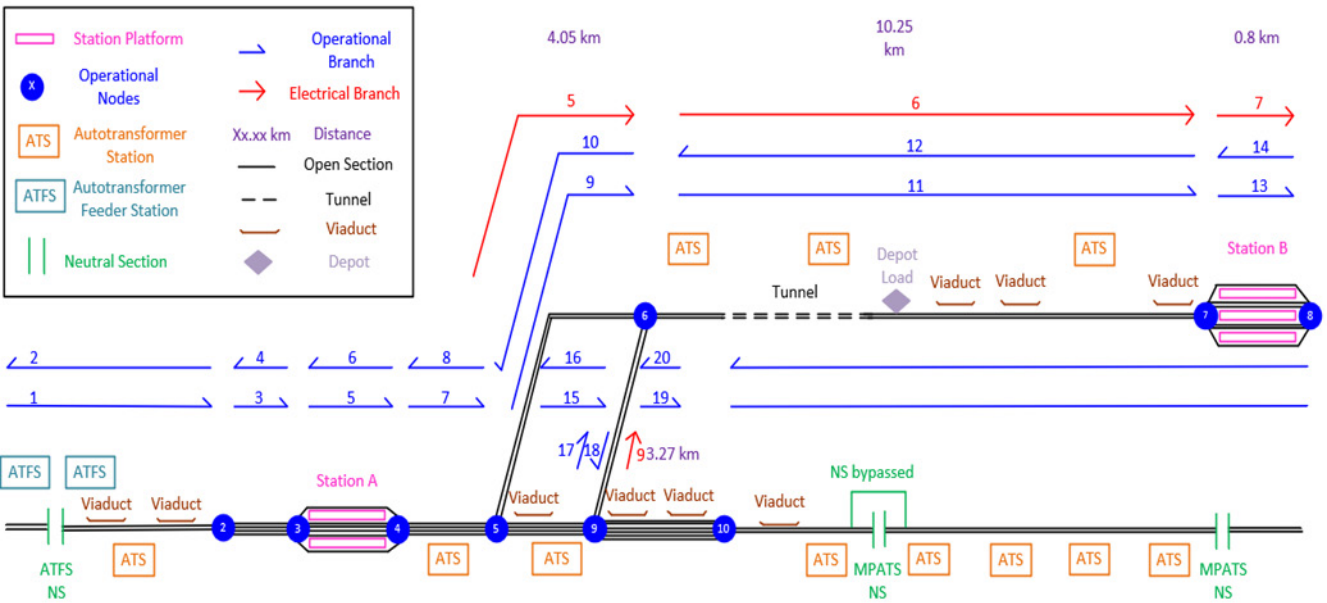 Station Platform
Operational
Branch
X
Operational
Nodes
Electrical Branch
ATS
Autotransformer
Station
Xx.xx km
Distance
Open Section
ATFS
Autotransformer
Feeder Station
Tunnel
Viaduct
Neutral Section
Depot
4.05 km
10.25
km
0.8 km
5
6
7
10
12
14
9
11
13
ATS
ATS
ATS
Depot
Load
Station B
Viaduct
Viaduct
Viaduct
Tunnel
6
7
8
2
4
6
8
16
20
1
3
5
7
15
19
17
18
9
3.27 km
ATFS
ATFS
Station A
NS bypassed
Viaduct
Viaduct
Viaduct
Viaduct
Viaduct
Viaduct
2
3
4
5
9
10
ATS
ATS
ATS
ATS
ATS
ATS
ATS
ATS
ATFS
NS
MPATS
NS
MPATS
NS